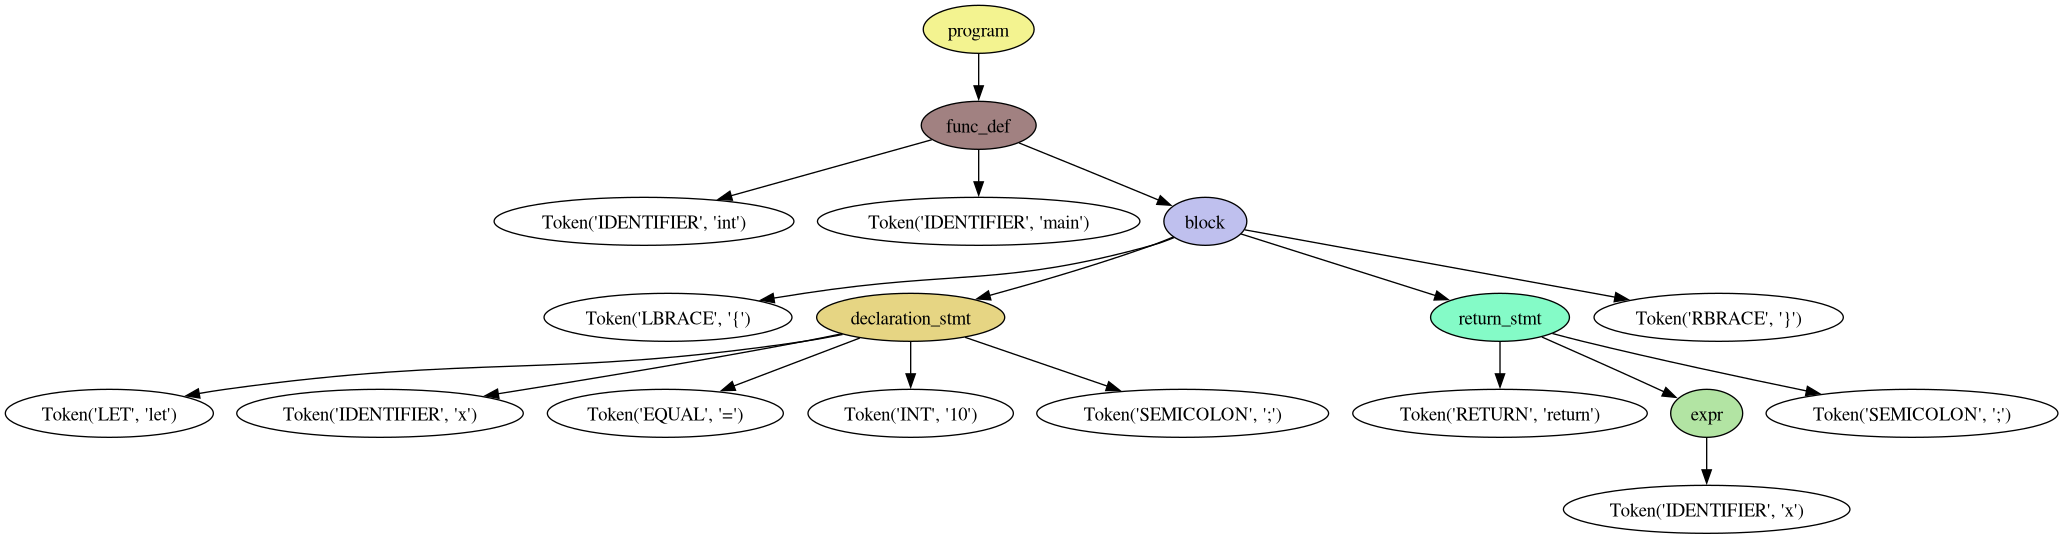 program
func_def
Token('IDENTIFIER', 'int')
Token('IDENTIFIER', 'main')
block
Token('LBRACE', '{')
declaration_stmt
return_stmt
Token('RBRACE', '}')
Token('LET', 'let')
Token('IDENTIFIER', 'x')
Token('EQUAL', '=')
Token('INT', '10')
Token('SEMICOLON', ';')
Token('RETURN', 'return')
expr
Token('SEMICOLON', ';')
Token('IDENTIFIER', 'x')